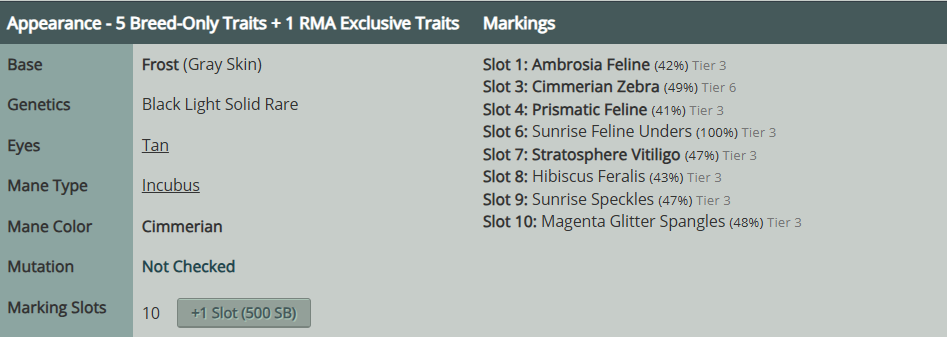 Appearance - 5 Breed-Only Traits + 1 RMA Exclusive Traits
Base Frost (Gray Skin)
Genetics Black Light Solid Rare
Eyes Tan
Mane Type Incubus
Mane Color Cimmerian
Mutation Not Checked
Marking Slots 10 +1 Slot (500 SB)
Markings
Slot 1: Ambrosia Feline (42%) Tier 3
Slot 3: Cimmerian Zebra (49%) Tier 6
Slot 4: Prismatic Feline (41%) Tier 3
Slot 6: Sunrise Feline Unders (100%) Tier 3
Slot 7: Stratosphere Vitiligo (47%) Tier 3
Slot 8: Hibiscus Feralis (43%) Tier 3
Slot 9: Sunrise Speckles (47%) Tier 3
Slot 10: Magenta Glitter Spangles (48%) Tier 3